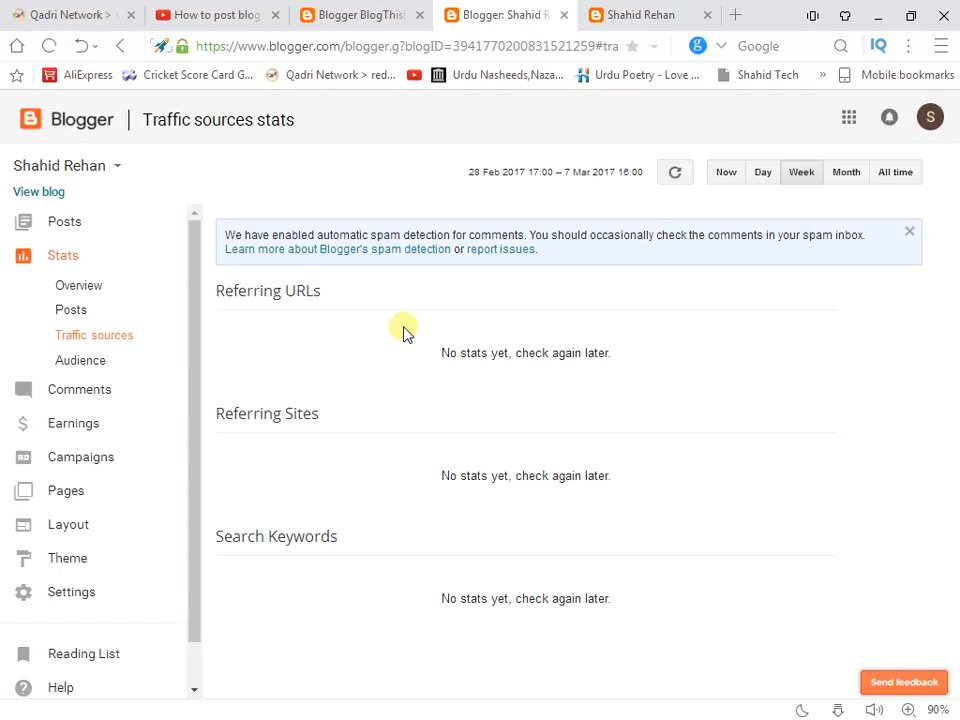 Qadri Network > s
How to post blog
Blogger BlogThis!
Blogger: Shahid R
Shahid Rehan
https://www.blogger.com/blogger.g?blogID=3941770200831521259#tra
g
Google
IQ
AliExpress
Cricket Score Card G...
Qadri Network > red...
Urdu Nasheeds,Naza...
Urdu Poetry - Love ...
Shahid Tech
»
Mobile bookmarks
Blogger | Traffic sources stats
S
Shahid Rehan
28 Feb 2017 17:00 – 7 Mar 2017 16:00
Now
Day
Week
Month
All time
View blog
Posts
Stats
Overview
Posts
Traffic sources
Audience
Comments
Earnings
Campaigns
Pages
Layout
Theme
Settings
Reading List
Help
We have enabled automatic spam detection for comments. You should occasionally check the comments in your spam inbox.
Learn more about Blogger's spam detection or report issues.
Referring URLs
No stats yet, check again later.
Referring Sites
No stats yet, check again later.
Search Keywords
No stats yet, check again later.
Send feedback
90%